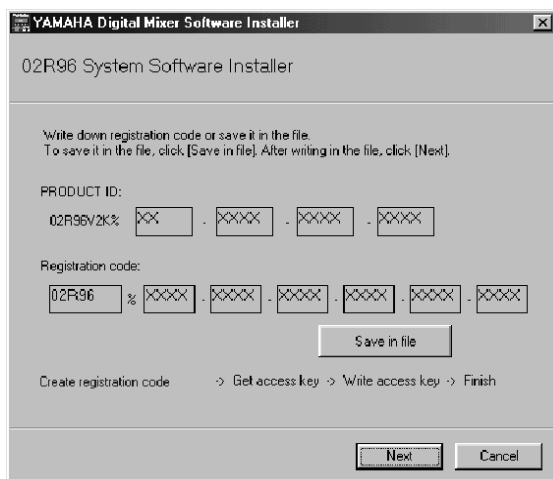 YAMAHA Digital Mixer Software Installer
02R96 System Software Installer
Write down registration code or save it in the file.
To save it in the file, click [Save in file]. After writing in the file, click [Next].
PRODUCT ID:
02R96V2K% XX - XXXX - XXXX - XXXX
Registration code:
02R96 % XXXX - XXXX - XXXX - XXXX - XXXX - XXXX
Save in file
Create registration code -> Get access key -> Write access key -> Finish
Next Cancel